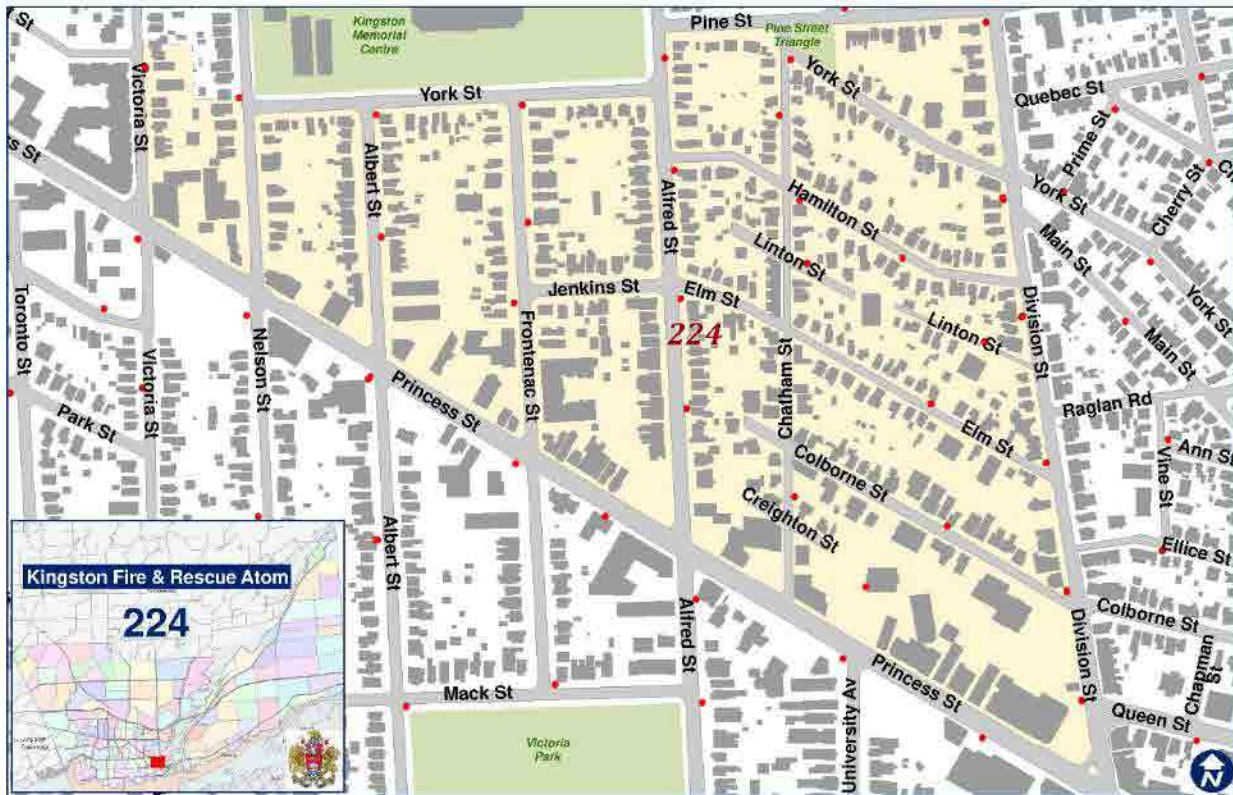 Pine St
Kingston
Memorial
Centre
Pine Street
Triangle
St
Victoria St
York St
York St
Quebec St
Prime St
Cherry St
ss St
Albert St
Alfred St
Hamilton St
York St
Main St
Linton St
Jenkins St
Elm St
Division St
York St
Toronto St
Nelson St
Frontenac St
224
Linton St
Main St
Victoria St
Chatham St
Princess St
Raglan Rd
Park St
Elm St
Ann St
Colborne St
Vine St
Creighton St
Albert St
Ellice St
Kingston Fire & Rescue Atom
224
Alfred St
Colborne St
Division St
Chapman
St
Princess St
Mack St
University Av
Queen St
Victoria
Park
N